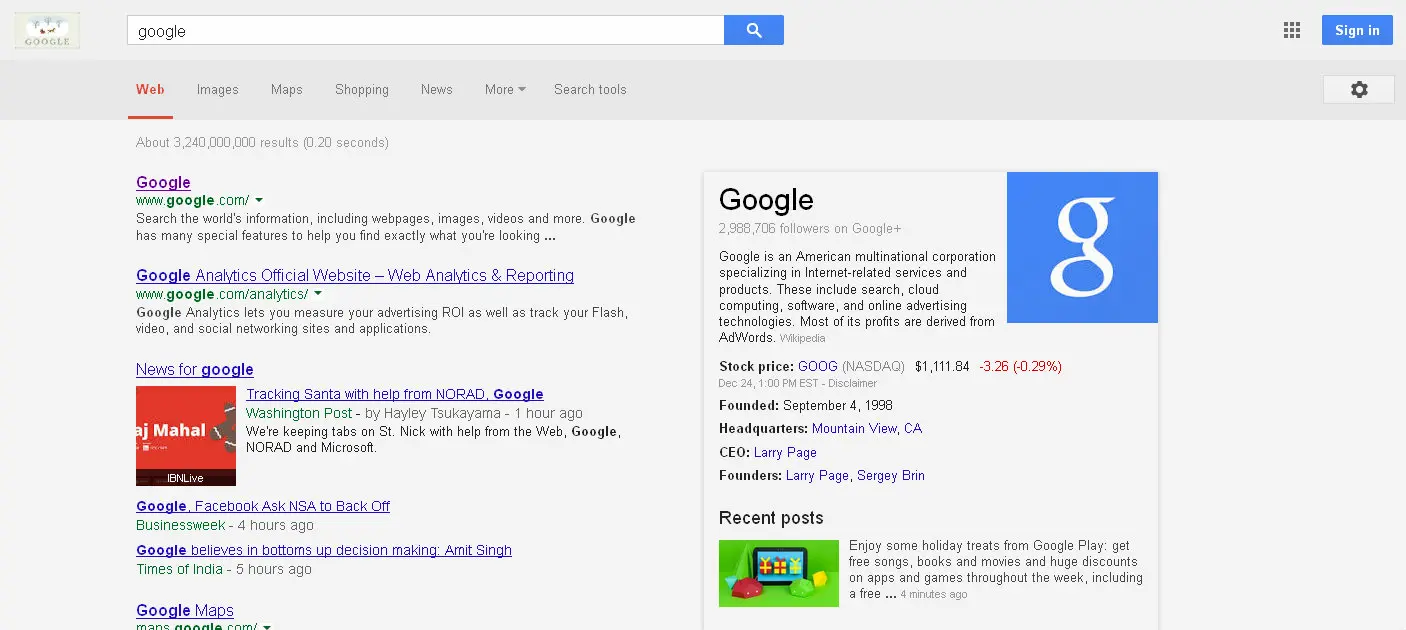 GOOGLE
google
Sign in
Web Images Maps Shopping News More Search tools
About 3,240,000,000 results (0.20 seconds)
Google
www.google.com/
Search the world's information, including webpages, images, videos and more. Google
has many special features to help you find exactly what you're looking ...
Google Analytics Official Website – Web Analytics & Reporting
www.google.com/analytics/
Google Analytics lets you measure your advertising ROI as well as track your Flash,
video, and social networking sites and applications.
News for google
aj Mahal
IBNLive
Tracking Santa with help from NORAD, Google
Washington Post - by Hayley Tsukayama - 1 hour ago
We're keeping tabs on St. Nick with help from the Web, Google,
NORAD and Microsoft.
Google, Facebook Ask NSA to Back Off
Businessweek - 4 hours ago
Google believes in bottoms up decision making: Amit Singh
Times of India - 5 hours ago
Google Maps
maps.google.com/
Google
2,988,706 followers on Google+
g
Google is an American multinational corporation
specializing in Internet-related services and
products. These include search, cloud
computing, software, and online advertising
technologies. Most of its profits are derived from
AdWords. Wikipedia
Stock price: GOOG (NASDAQ) $1,111.84 -3.26 (-0.29%)
Dec 24, 1:00 PM EST - Disclaimer
Founded: September 4, 1998
Headquarters: Mountain View, CA
CEO: Larry Page
Founders: Larry Page, Sergey Brin
Recent posts
Enjoy some holiday treats from Google Play: get
free songs, books and movies and huge discounts
on apps and games throughout the week, including
a free ... 4 minutes ago